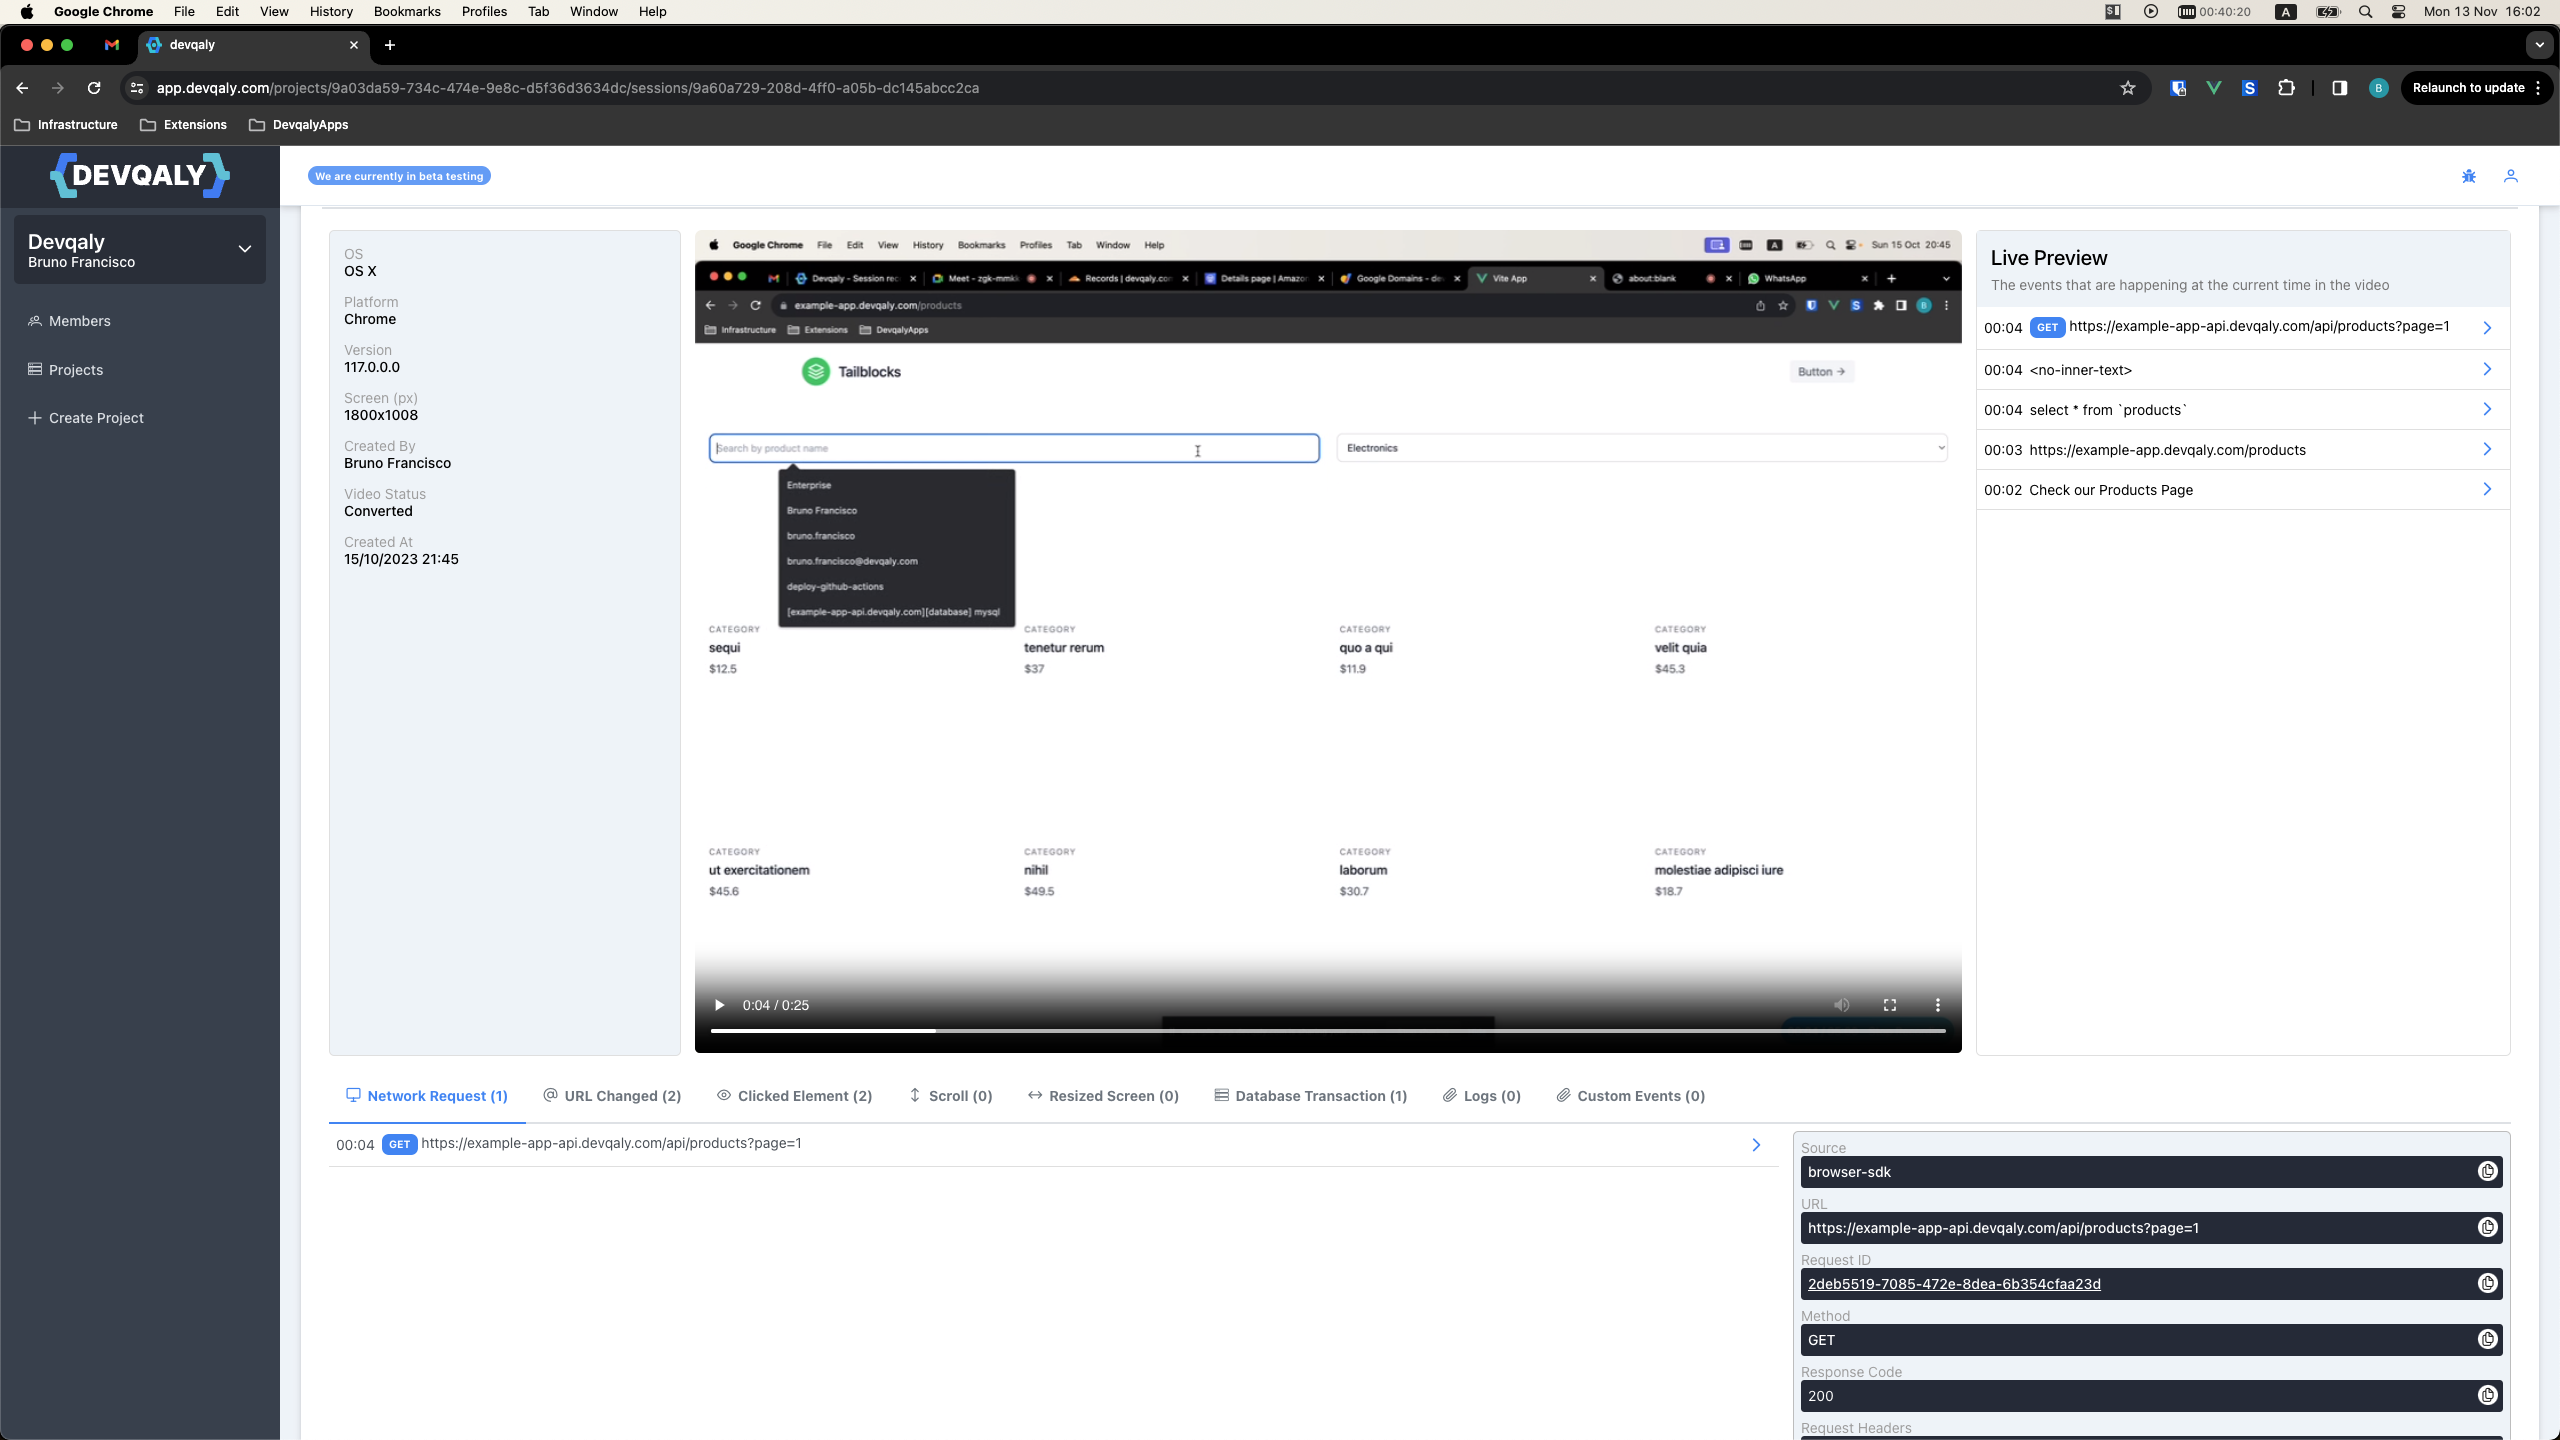 Google Chrome File Edit View History Bookmarks Profiles Tab Window Help 00:40:20 A Mon 13 Nov 16:02
devqaly
app.devqaly.com/projects/9a03da59-734c-474e-9e8c-d5f36d3634dc/sessions/9a60a729-208d-4ff0-a05b-dc145abcc2ca
B Relaunch to update
Infrastructure Extensions DevqalyApps
DEVQALY
We are currently in beta testing
Devqaly
Bruno Francisco
Members
Projects
Create Project
OS
OS X
Platform
Chrome
Version
117.0.0.0
Screen (px)
1800x1008
Created By
Bruno Francisco
Video Status
Converted
Created At
15/10/2023 21:45
Google Chrome File Edit View History Bookmarks Profiles Tab Window Help A Sun 15 Oct 20:45
Devqaly - Session rec Meet - zgk-mmk Records | devqaly.co Details page | Amazo Google Domains - de Vite App about:blank WhatsApp
example-app.devqaly.com/products
Infrastructure Extensions DevqalyApps
Tailblocks
Button →
Search by product name
Electronics
Enterprise
Bruno Francisco
bruno.francisco
bruno.francisco@devqaly.com
deploy-github-actions
[example-app-api.devqaly.com][database] mysql
CATEGORY CATEGORY CATEGORY CATEGORY
sequi tenetur rerum quo a qui velit quia
$12.5 $37 $11.9 $45.3
CATEGORY CATEGORY CATEGORY CATEGORY
ut exercitationem nihil laborum molestiae adipisci iure
$45.6 $49.5 $30.7 $18.7
0:04 / 0:25
Live Preview
The events that are happening at the current time in the video
00:04 GET https://example-app-api.devqaly.com/api/products?page=1
00:04 <no-inner-text>
00:04 select * from `products`
00:03 https://example-app.devqaly.com/products
00:02 Check our Products Page
Network Request (1) URL Changed (2) Clicked Element (2) Scroll (0) Resized Screen (0) Database Transaction (1) Logs (0) Custom Events (0)
00:04 GET https://example-app-api.devqaly.com/api/products?page=1
Source
browser-sdk
URL
https://example-app-api.devqaly.com/api/products?page=1
Request ID
2deb5519-7085-472e-8dea-6b354cfaa23d
Method
GET
Response Code
200
Request Headers